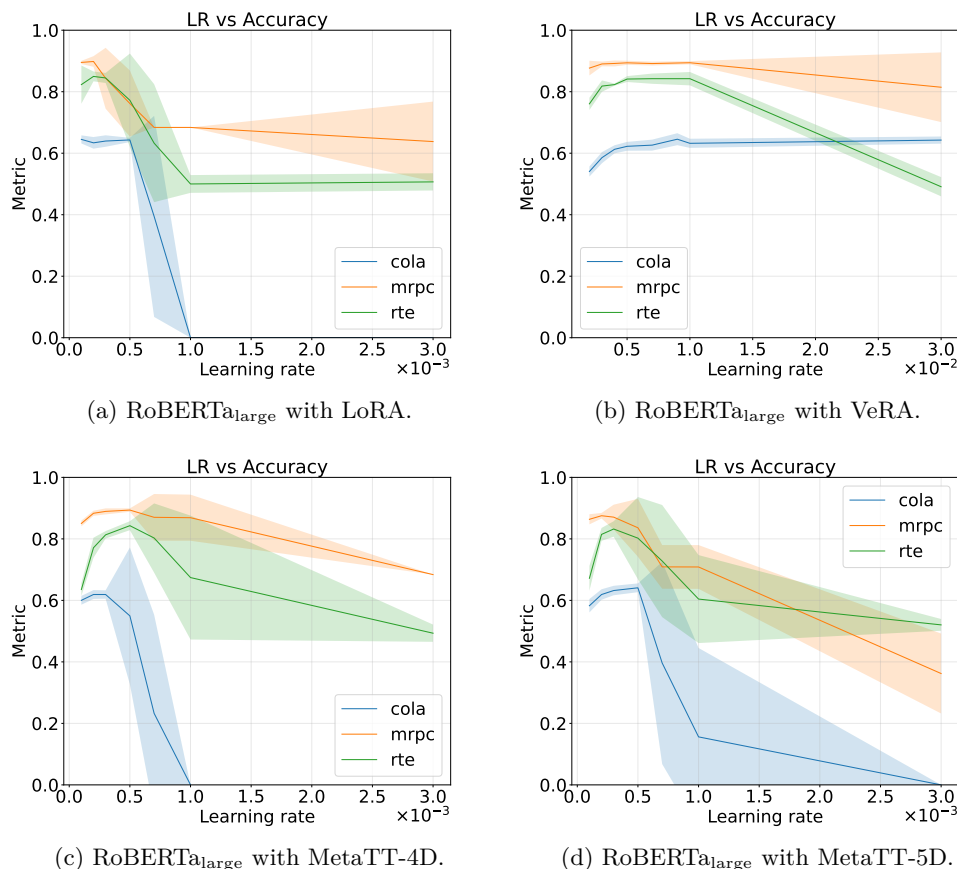 LR vs Accuracy
1.0
0.8
0.6
0.4
0.2
0.0
Metric
cola
mrpc
rte
0.0 0.5 1.0 1.5 2.0 2.5 3.0
Learning rate ×10⁻³
(a) RoBERTa_large with LoRA.
LR vs Accuracy
1.0
0.8
0.6
0.4
0.2
0.0
Metric
cola
mrpc
rte
0.5 1.0 1.5 2.0 2.5 3.0
Learning rate ×10⁻²
(b) RoBERTa_large with VeRA.
LR vs Accuracy
1.0
0.8
0.6
0.4
0.2
0.0
Metric
cola
mrpc
rte
0.0 0.5 1.0 1.5 2.0 2.5 3.0
Learning rate ×10⁻³
(c) RoBERTa_large with MetaTT-4D.
LR vs Accuracy
1.0
0.8
0.6
0.4
0.2
0.0
Metric
cola
mrpc
rte
0.0 0.5 1.0 1.5 2.0 2.5 3.0
Learning rate ×10⁻³
(d) RoBERTa_large with MetaTT-5D.